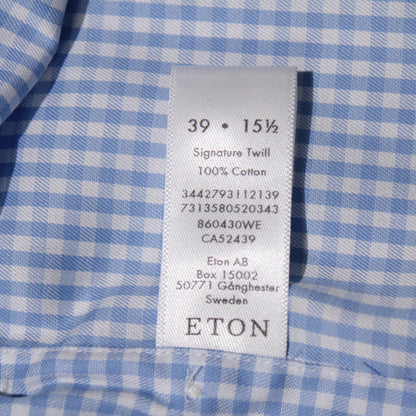 39 • 15½
Signature Twill
100% Cotton
3442793112139
7313580520343
860430WE
CA52439
Eton AB
Box 15002
50771 Gånghester
Sweden
ETON